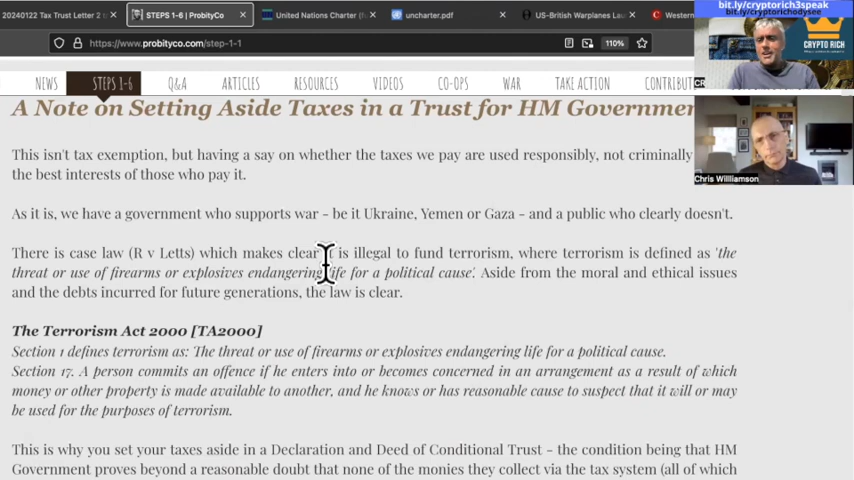 bit.ly/cryptorich3speak
20240122 Tax Trust Letter 2 t
STEPS 1-6 | ProbityCo
United Nations Charter (f
uncharter.pdf
US-British Warplanes Lau
Western
bit.ly/cryptorichodysee
https://www.probityco.com/step-1-1
110%
CRYPTO
RICH
NEWS
STEPS 1-6
Q&A
ARTICLES
RESOURCES
VIDEOS
CO-OPS
WAR
TAKE ACTION
CONTRIBUT
CR
A Note on Setting Aside Taxes in a Trust for HM Governmen
This isn't tax exemption, but having a say on whether the taxes we pay are used responsibly, not criminally
the best interests of those who pay it.
Chris Williamson
As it is, we have a government who supports war - be it Ukraine, Yemen or Gaza - and a public who clearly doesn't.
There is case law (R v Letts) which makes clear it is illegal to fund terrorism, where terrorism is defined as 'the
threat or use of firearms or explosives endangering life for a political cause'. Aside from the moral and ethical issues
and the debts incurred for future generations, the law is clear.
The Terrorism Act 2000 [TA2000]
Section 1 defines terrorism as: The threat or use of firearms or explosives endangering life for a political cause.
Section 17. A person commits an offence if he enters into or becomes concerned in an arrangement as a result of which
money or other property is made available to another, and he knows or has reasonable cause to suspect that it will or may
be used for the purposes of terrorism.
This is why you set your taxes aside in a Declaration and Deed of Conditional Trust - the condition being that HM
Government proves beyond a reasonable doubt that none of the monies they collect via the tax system (all of which